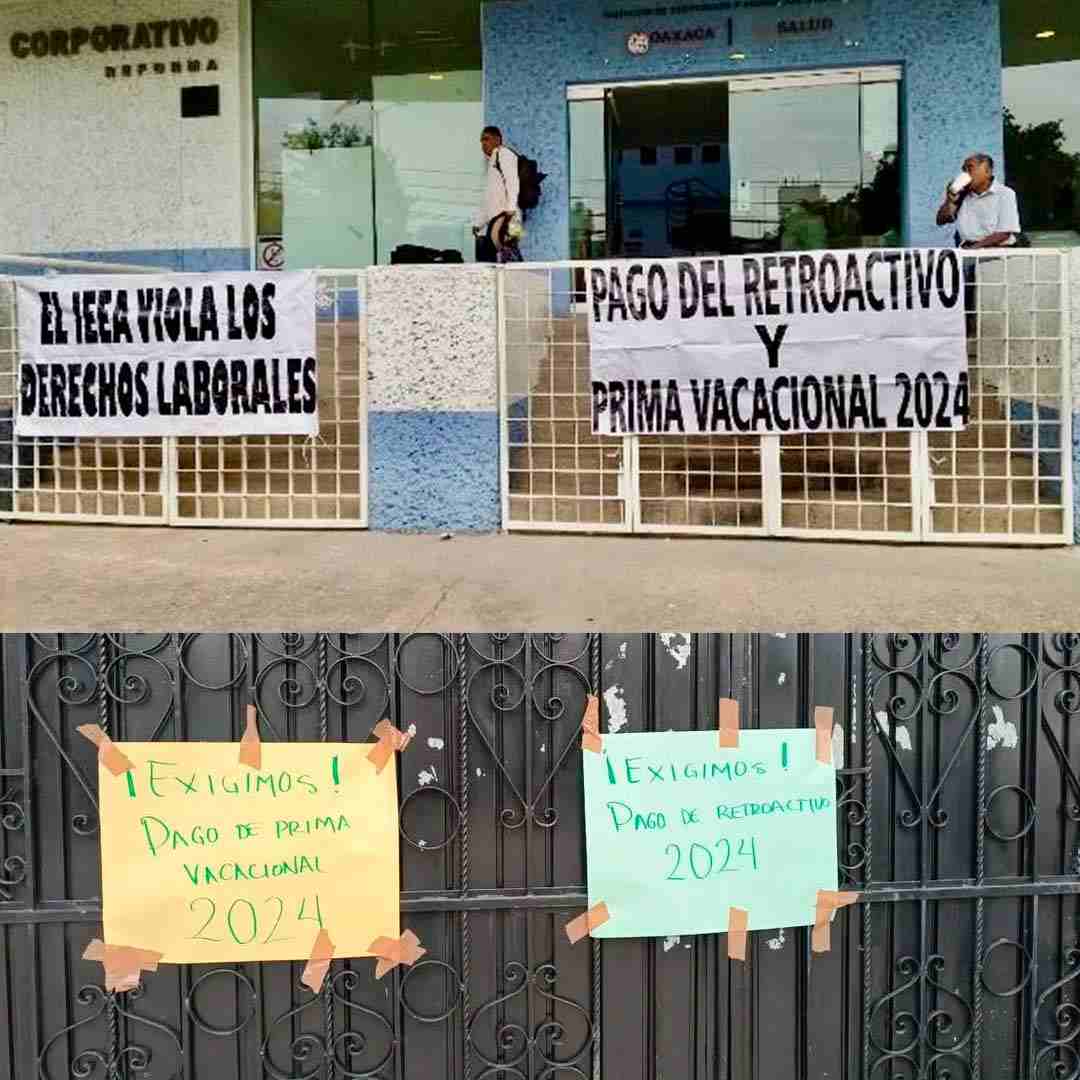 CORPORATIVO
REFORMA
OAXACA
SALUD
EL IEEA VIOLA LOS
DERECHOS LABORALES
PAGO DEL RETROACTIVO
Y
PRIMA VACACIONAL 2024
¡EXIGIMOS!
PAGO DE PRIMA
VACACIONAL
2024
¡EXIGIMOS!
PAGO DE RETROACTIVO
2024